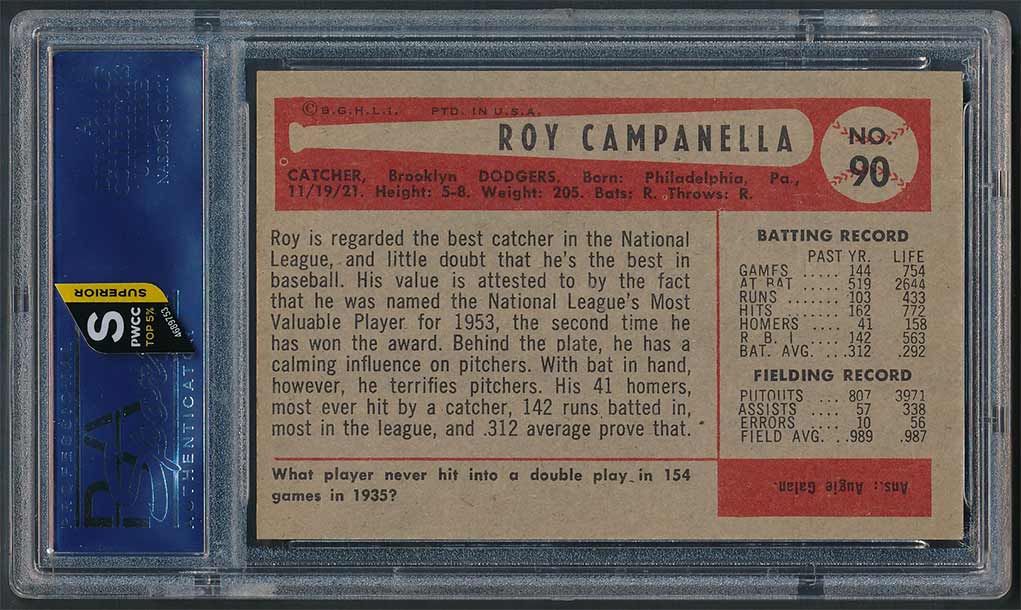 © B.G.H.L.I. PTD. IN U.S.A.
ROY CAMPANELLA
NO.
90
CATCHER, Brooklyn DODGERS. Born: Philadelphia, Pa.,
11/19/21. Height: 5-8. Weight: 205. Bats: R. Throws: R.
Roy is regarded the best catcher in the National
League, and little doubt that he's the best in
baseball. His value is attested to by the fact
that he was named the National League's Most
Valuable Player for 1953, the second time he
has won the award. Behind the plate, he has a
calming influence on pitchers. With bat in hand,
however, he terrifies pitchers. His 41 homers,
most ever hit by a catcher, 142 runs batted in,
most in the league, and .312 average prove that.
BATTING RECORD
PAST YR. LIFE
GAMES ..... 144 754
AT BAT ..... 519 2644
RUNS ....... 103 433
HITS ....... 162 772
HOMERS .... 41 158
R. B. I ..... 142 563
BAT. AVG. ... .312 .292
FIELDING RECORD
PUTOUTS ... 807 3971
ASSISTS .... 57 338
ERRORS .... 10 56
FIELD AVG. .. .989 .987
What player never hit into a double play in 154
games in 1935?
Ans.: Augie Galan.
SUPERIOR
S
PWCC
TOP 5%
4689753
PSA
PROFESSIONAL
AUTHENTICAT